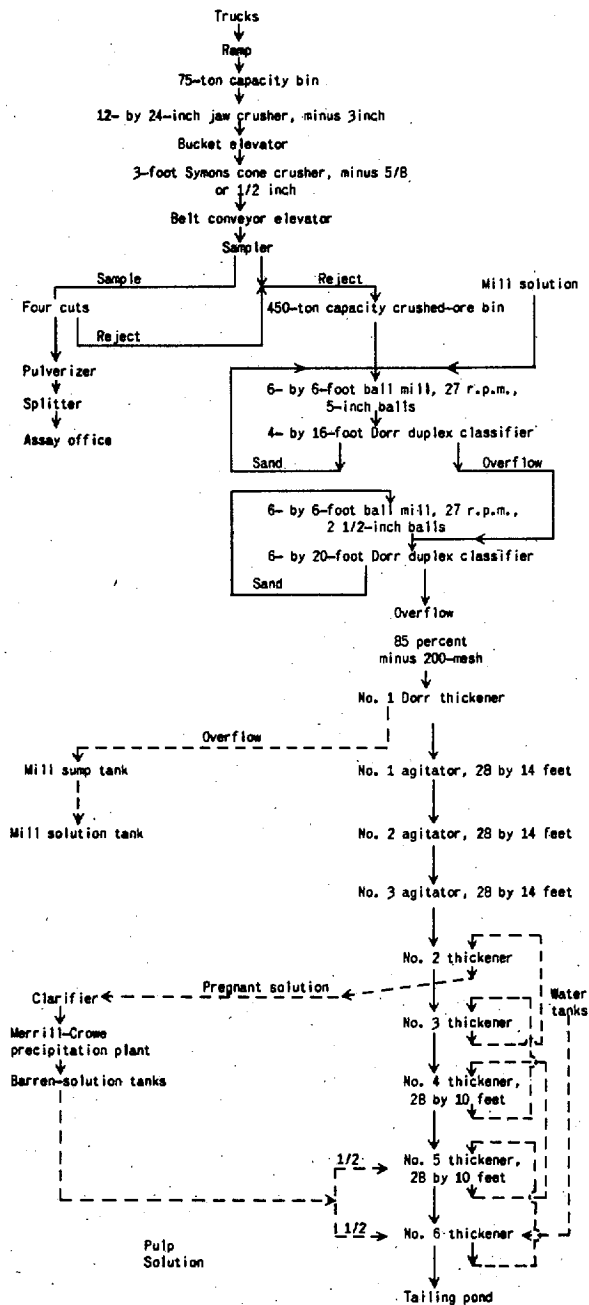 Trucks
Ramp
75-ton capacity bin
12- by 24-inch jaw crusher, minus 3inch
Bucket elevator
3-foot Symons cone crusher, minus 5/8
or 1/2 inch
Belt conveyor elevator
Sampler
Sample
Reject
Mill solution
Four cuts
450-ton capacity crushed-ore bin
Reject
Pulverizer
Splitter
Assay office
6- by 6-foot ball mill, 27 r.p.m.,
5-inch balls
4- by 16-foot Dorr duplex classifier
Sand
Overflow
6- by 6-foot ball mill, 27 r.p.m.,
2 1/2-inch balls
6- by 20-foot Dorr duplex classifier
Sand
Overflow
85 percent
minus 200-mesh
No. 1 Dorr thickener
Overflow
Mill sump tank
No. 1 agitator, 28 by 14 feet
Mill solution tank
No. 2 agitator, 28 by 14 feet
No. 3 agitator, 28 by 14 feet
No. 2 thickener
Pregnant solution
Clarifier
Water
tanks
Merrill-Crowe
precipitation plant
No. 3 thickener
Barren-solution tanks
No. 4 thickener,
28 by 10 feet
1/2
No. 5 thickener,
28 by 10 feet
1/2
No. 6 thickener
Pulp
Solution
Tailing pond